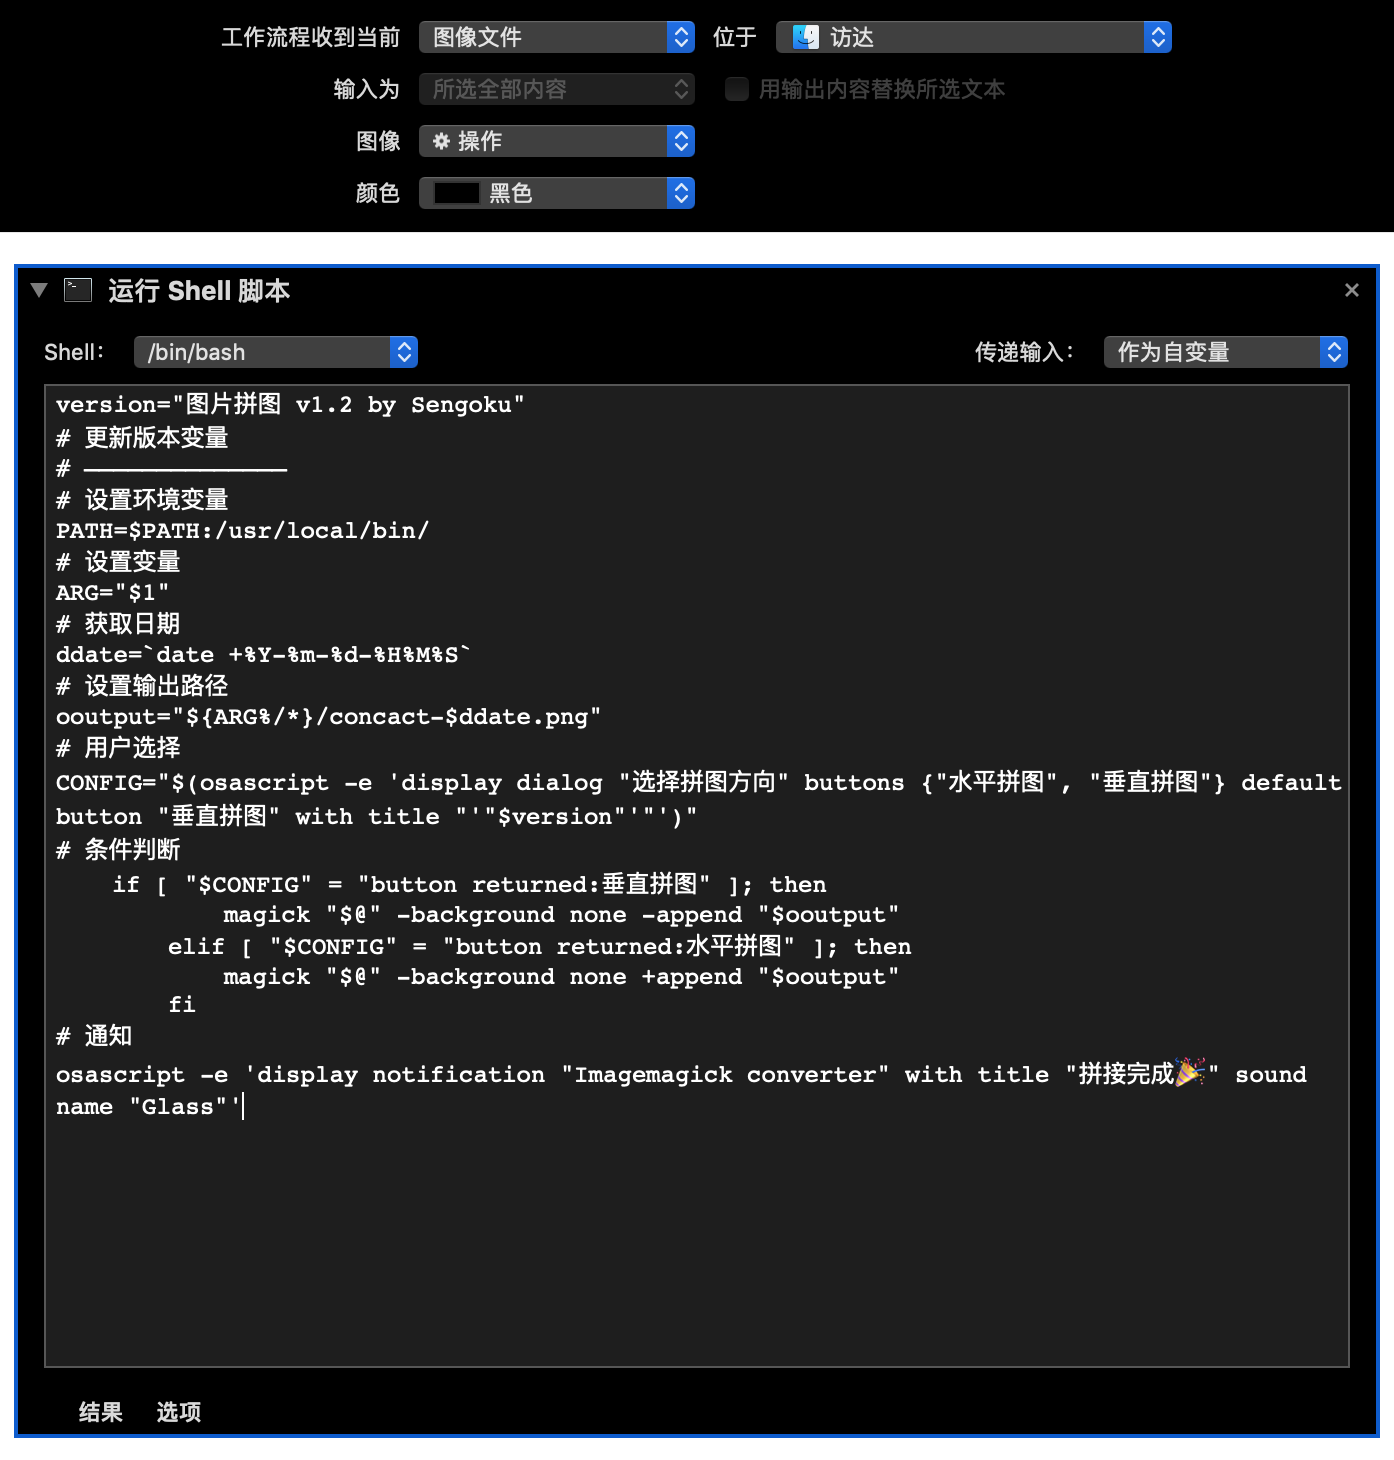 工作流程收到当前 图像文件 位于 访达
输入为 所选全部内容 用输出内容替换所选文本
图像 操作
颜色 黑色
运行 Shell 脚本
Shell: /bin/bash 传递输入: 作为自变量
version="图片拼图 v1.2 by Sengoku"
# 更新版本变量
# ——————————————
# 设置环境变量
PATH=$PATH:/usr/local/bin/
# 设置变量
ARG="$1"
# 获取日期
ddate=`date +%Y-%m-%d-%H%M%S`
# 设置输出路径
ooutput="${ARG%/*}/concact-$ddate.png"
# 用户选择
CONFIG="$(osascript -e 'display dialog "选择拼图方向" buttons {"水平拼图", "垂直拼图"} default
button "垂直拼图" with title "'"$version"'"')"
# 条件判断
if [ "$CONFIG" = "button returned:垂直拼图" ]; then
magick "$@" -background none -append "$ooutput"
elif [ "$CONFIG" = "button returned:水平拼图" ]; then
magick "$@" -background none +append "$ooutput"
fi
# 通知
osascript -e 'display notification "Imagemagick converter" with title "拼接完成🎉" sound
name "Glass"'
结果 选项